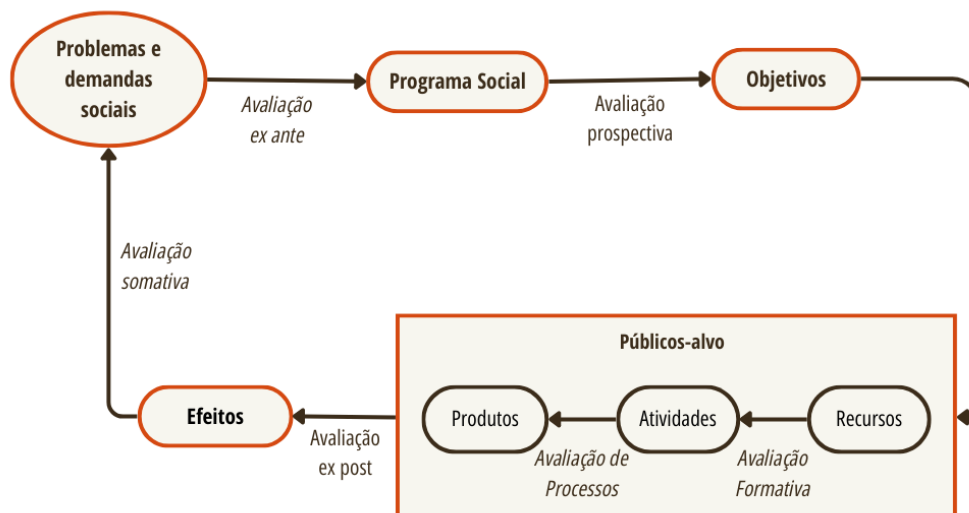 Problemas e
demandas
sociais
Avaliação
ex ante
Programa Social
Avaliação
prospectiva
Objetivos
Avaliação
somativa
Públicos-alvo
Efeitos
Avaliação
ex post
Produtos
Avaliação de
Processos
Atividades
Avaliação
Formativa
Recursos